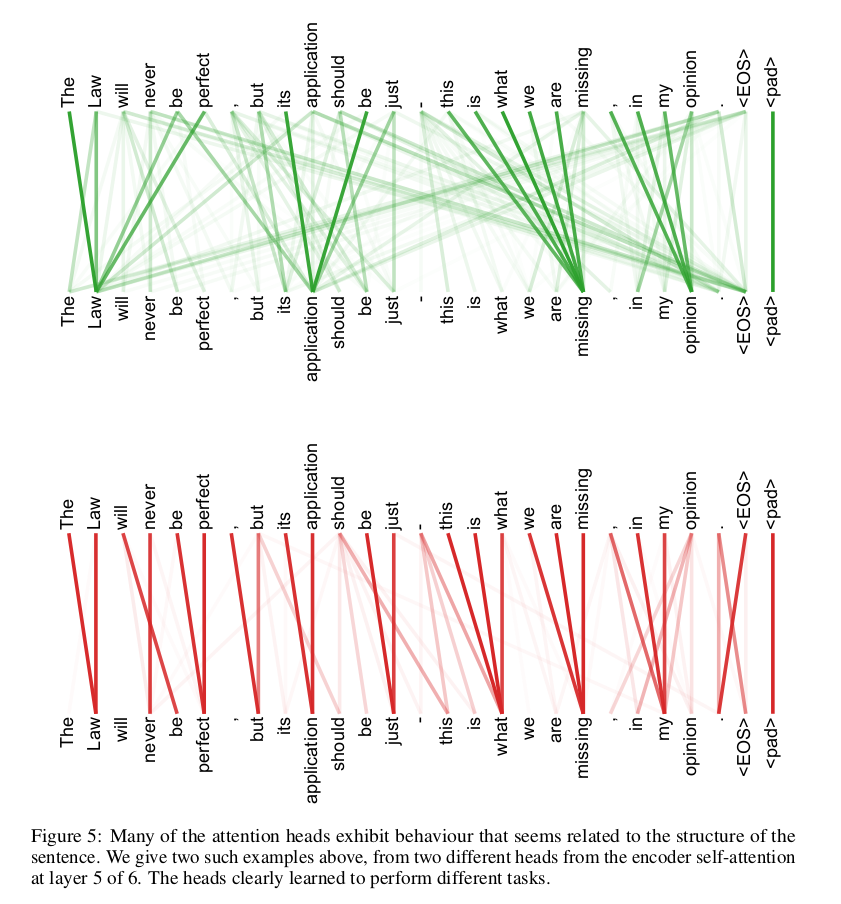 The Law will never be perfect , but its application should be just - this is what we are missing , in my opinion . <EOS> <pad>
The Law will never be perfect , but its application should be just - this is what we are missing , in my opinion . <EOS> <pad>
The Law will never be perfect , but its application should be just - this is what we are missing , in my opinion . <EOS> <pad>
The Law will never be perfect , but its application should be just - this is what we are missing , in my opinion . <EOS> <pad>
Figure 5: Many of the attention heads exhibit behaviour that seems related to the structure of the
sentence. We give two such examples above, from two different heads from the encoder self-attention
at layer 5 of 6. The heads clearly learned to perform different tasks.